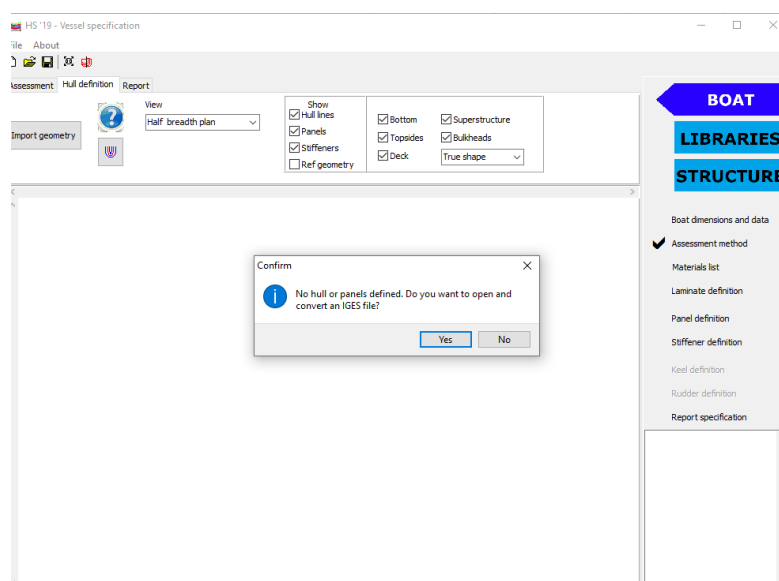 HS '19 - Vessel specification
File About
Assessment Hull definition Report
Import geometry
View
Half breadth plan
Show
Hull lines
Panels
Stiffeners
Ref geometry
Bottom
Topsides
Deck
Superstructure
Bulkheads
True shape
Confirm
No hull or panels defined. Do you want to open and
convert an IGES file?
Yes No
BOAT
LIBRARIES
STRUCTURE
Boat dimensions and data
Assessment method
Materials list
Laminate definition
Panel definition
Stiffener definition
Keel definition
Rudder definition
Report specification